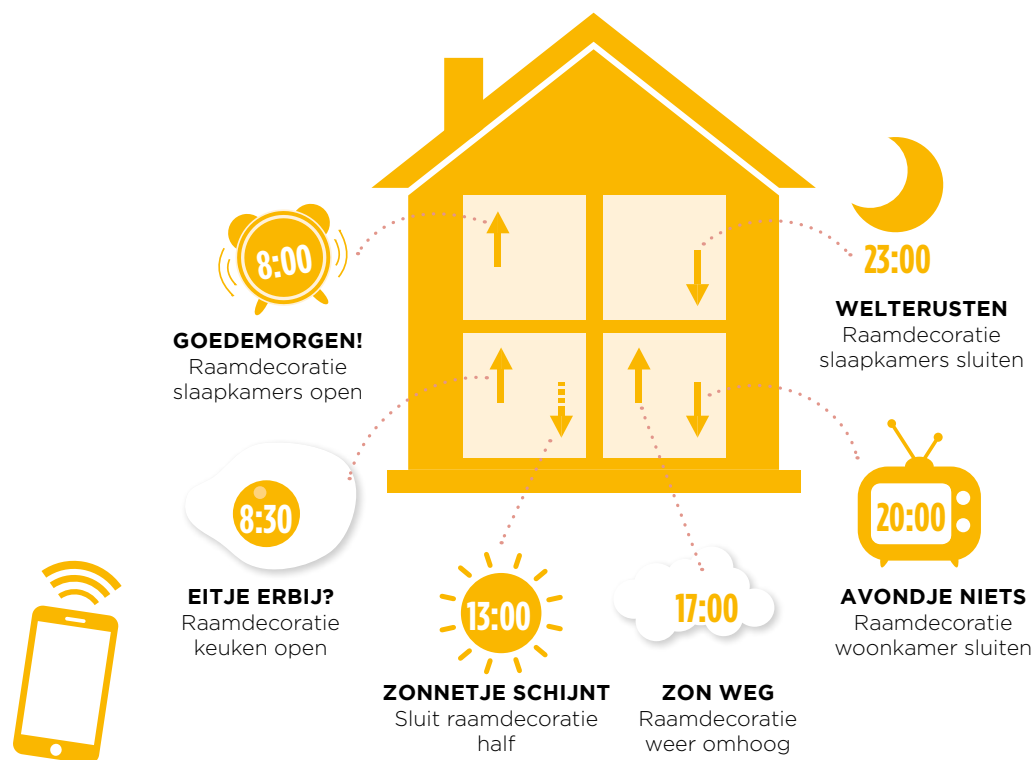 8:00
GOEDEMORGEN!
Raamdecoratie
slaapkamers open
8:30
EITJE ERBIJ?
Raamdecoratie
keuken open
13:00
ZONNETJE SCHIJNT
Sluit raamdecoratie
half
17:00
ZON WEG
Raamdecoratie
weer omhoog
20:00
AVONDJE NIETS
Raamdecoratie
woonkamer sluiten
23:00
WELTERUSTEN
Raamdecoratie
slaapkamers sluiten